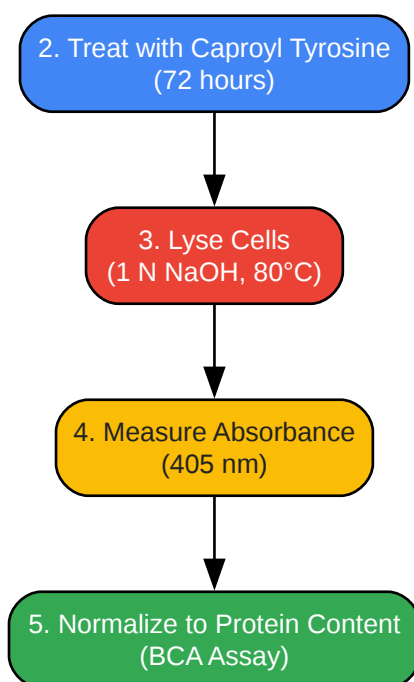 2. Treat with Caproyl Tyrosine
(72 hours)
3. Lyse Cells
(1 N NaOH, 80°C)
4. Measure Absorbance
(405 nm)
5. Normalize to Protein Content
(BCA Assay)